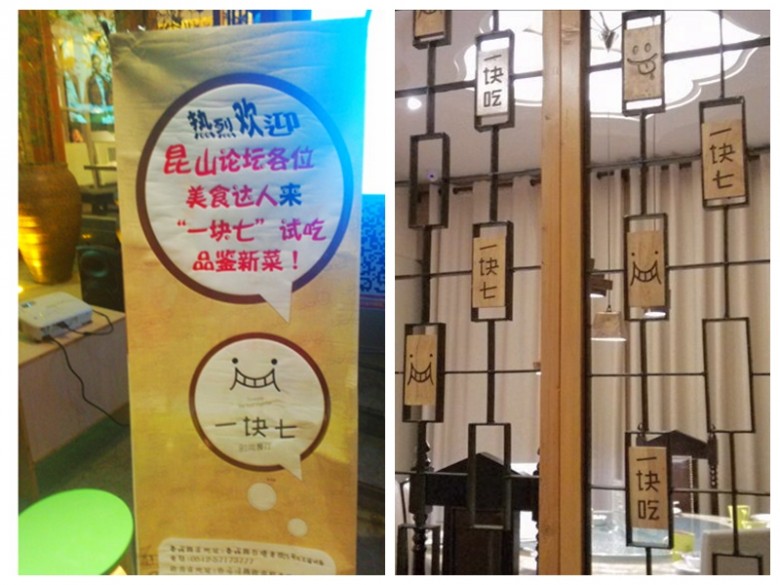 热烈欢迎
昆山论坛各位
美食达人来
“一块七”试吃
品鉴新菜！
一块七
一块吃
一块七
一块七
一块吃